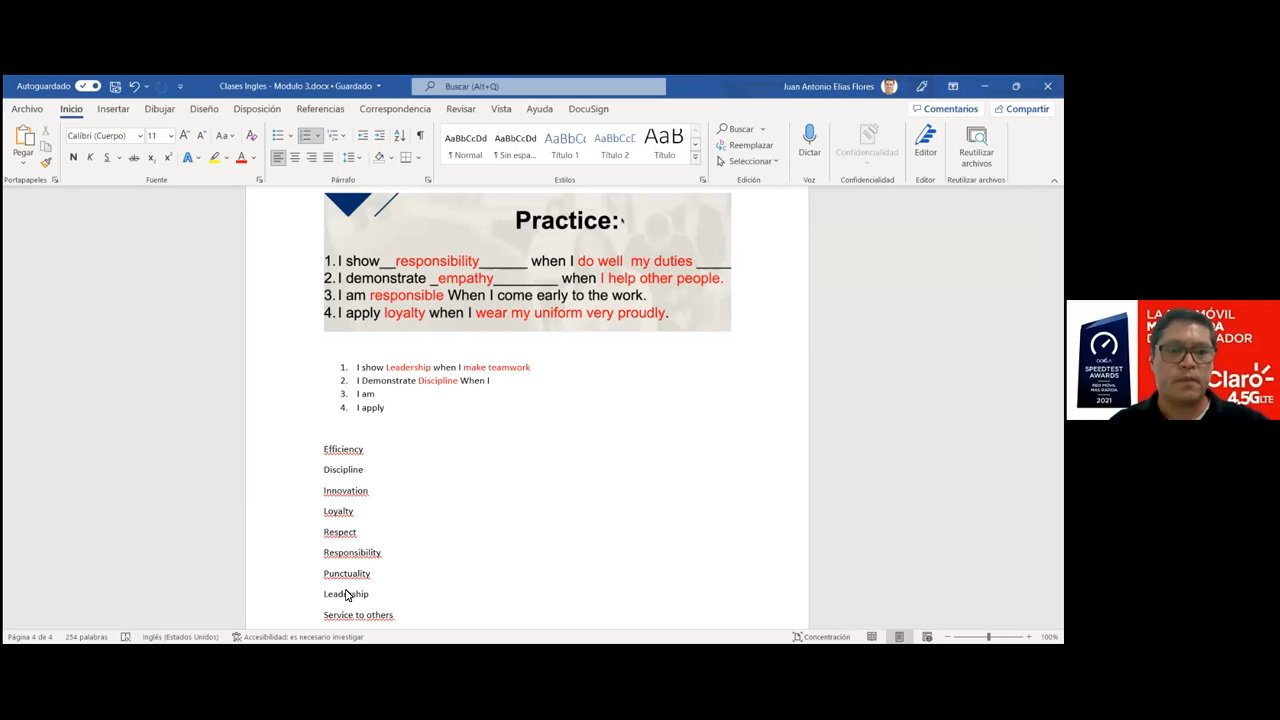 Autoguardado
Clases Ingles - Modulo 3.docx • Guardado
Buscar (Alt+Q)
Juan Antonio Elias Flores
Archivo Inicio Insertar Dibujar Diseño Disposición Referencias Correspondencia Revisar Vista Ayuda DocuSign
Comentarios Compartir
Pegar
Calibri (Cuerpo) 11
N K S
AaBbCcDd AaBbCcDd AaBbCc AaBbCcD AaB
¶ Normal ¶ Sin espa... Título 1 Título 2 Título
Buscar
Reemplazar
Seleccionar
Dictar
Confidencialidad
Editor
Reutilizar archivos
Portapapeles Fuente Párrafo Estilos Edición Voz Confidencialidad Editor Reutilizar archivos
Practice:
1. I show__responsibility______ when I do well my duties ____
2. I demonstrate _empathy________ when I help other people.
3. I am responsible When I come early to the work.
4. I apply loyalty when I wear my uniform very proudly.
1. I show Leadership when I make teamwork
2. I Demonstrate Discipline When I
3. I am
4. I apply
Efficiency
Discipline
Innovation
Loyalty
Respect
Responsibility
Punctuality
Leadership
Service to others
Página 4 de 4 254 palabras Inglés (Estados Unidos) Accesibilidad: es necesario investigar
Concentración
100%
SPEEDTEST
AWARDS
2021
Claro
4.5G LTE